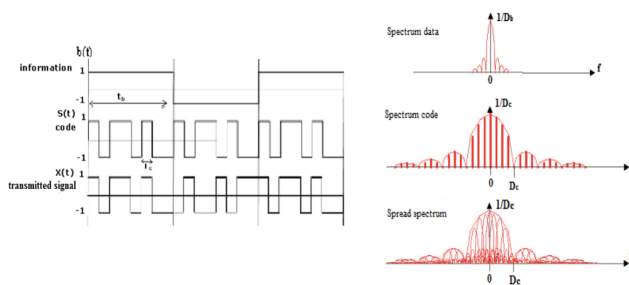 b(t)
information 1
-1
t_b
S(t) 1
code
-1
T_c
X(t) 1
transmitted signal
-1
Spectrum data
1/D_b
f
0
Spectrum code
1/D_c
0 D_c
Spread spectrum
1/D_c
0 D_c